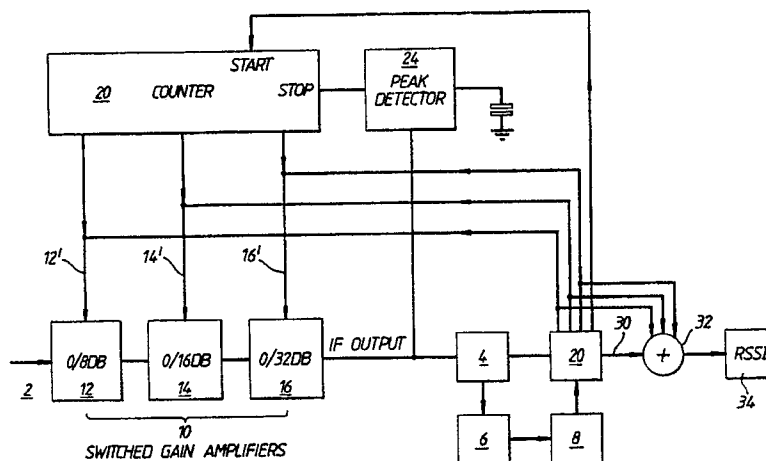 START
20 COUNTER STOP
24
PEAK
DETECTOR
12' 14' 16'
0/8DB 0/16DB 0/32DB IF OUTPUT 4 20 30 + 32 RSSI
2 12 14 16 34
10 6 8
SWITCHED GAIN AMPLIFIERS